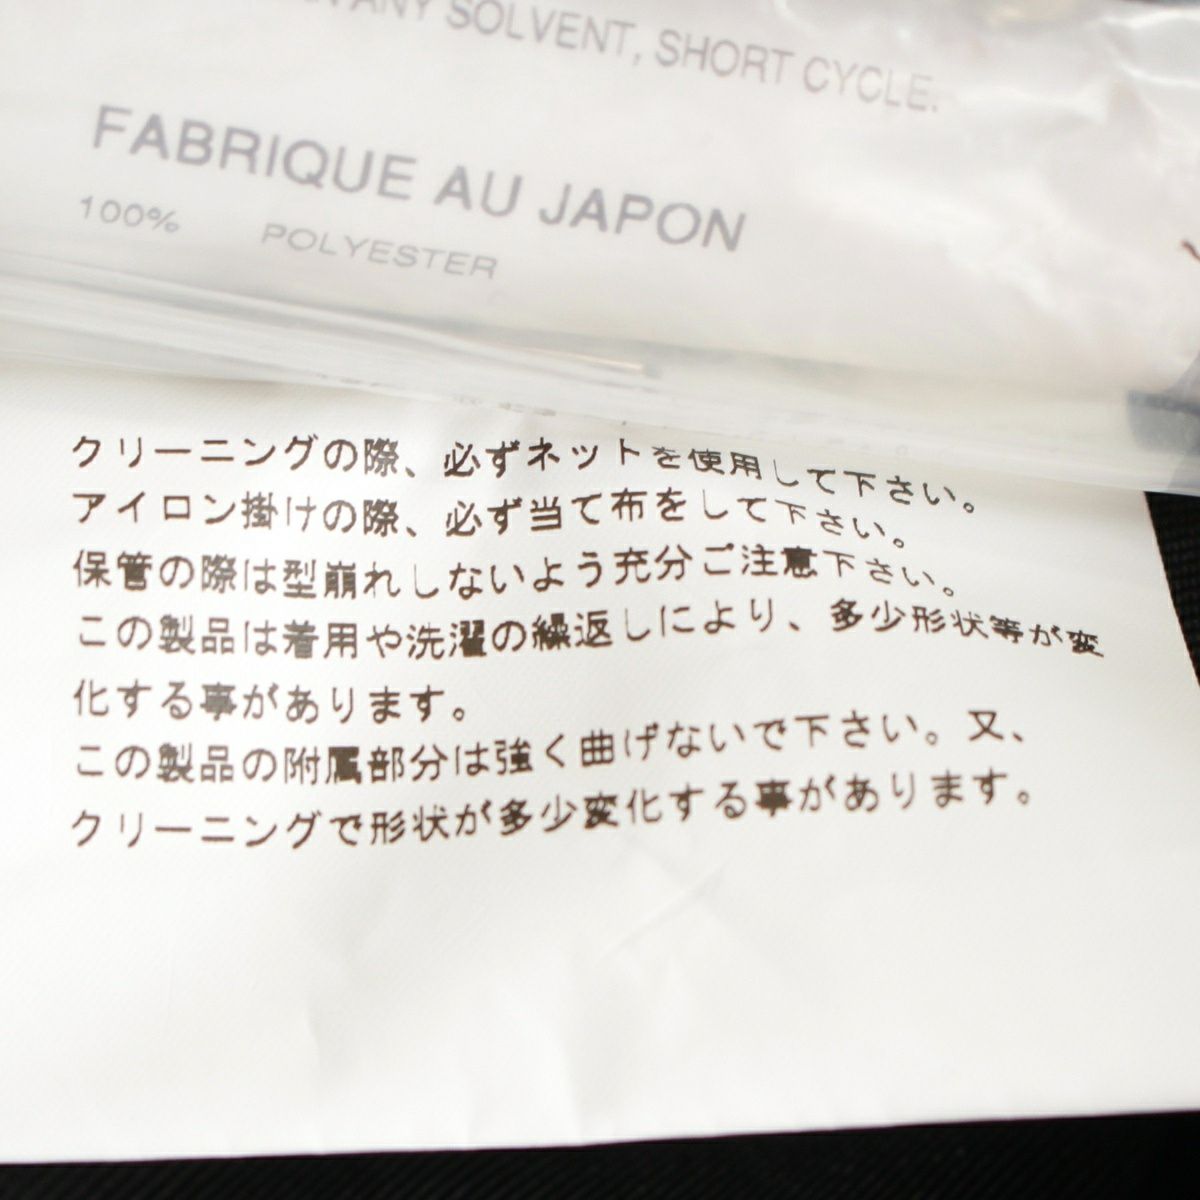 ANY SOLVENT, SHORT CYCLE.
FABRIQUE AU JAPON
100% POLYESTER
クリーニングの際、必ずネットを使用して下さい。
アイロン掛けの際、必ず当て布をして下さい。
保管の際は型崩れしないよう充分ご注意下さい。
この製品は着用や洗濯の繰返しにより、多少形状等が変
化する事があります。
この製品の附属部分は強く曲げないで下さい。又、
クリーニングで形状が多少変化する事があります。